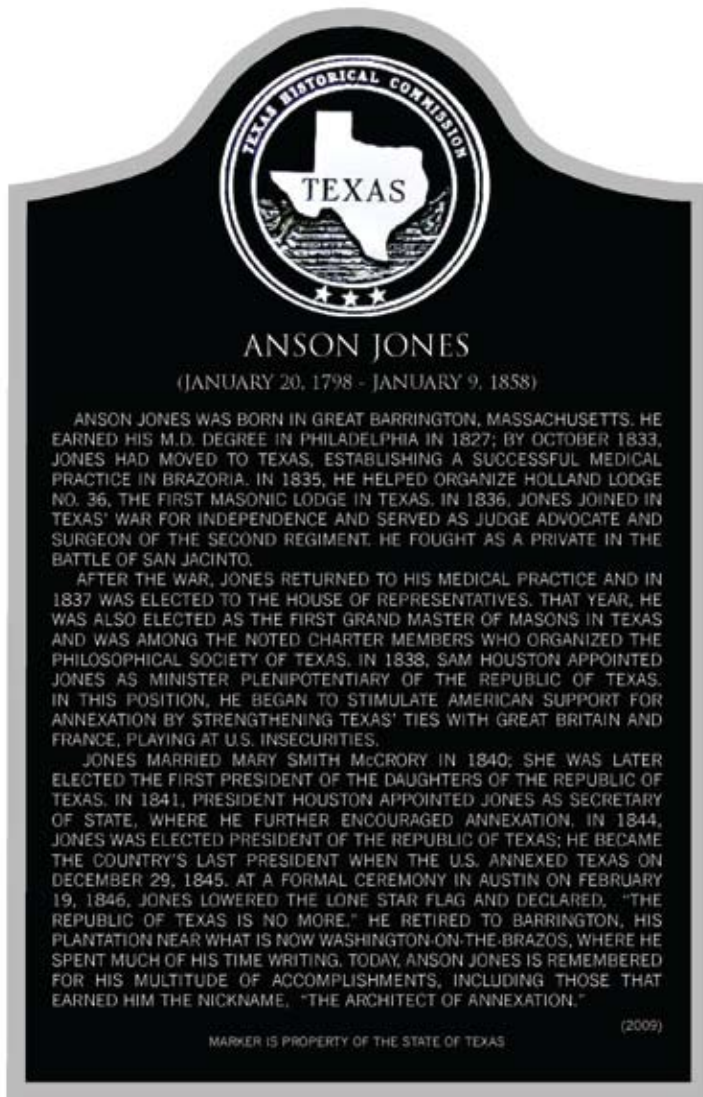 TEXAS HISTORICAL COMMISSION
TEXAS
ANSON JONES
(JANUARY 20, 1798 - JANUARY 9, 1858)
ANSON JONES WAS BORN IN GREAT BARRINGTON, MASSACHUSETTS. HE
EARNED HIS M.D. DEGREE IN PHILADELPHIA IN 1827; BY OCTOBER 1833,
JONES HAD MOVED TO TEXAS, ESTABLISHING A SUCCESSFUL MEDICAL
PRACTICE IN BRAZORIA. IN 1835, HE HELPED ORGANIZE HOLLAND LODGE
NO. 36, THE FIRST MASONIC LODGE IN TEXAS. IN 1836, JONES JOINED IN
TEXAS' WAR FOR INDEPENDENCE AND SERVED AS JUDGE ADVOCATE AND
SURGEON OF THE SECOND REGIMENT. HE FOUGHT AS A PRIVATE IN THE
BATTLE OF SAN JACINTO.
AFTER THE WAR, JONES RETURNED TO HIS MEDICAL PRACTICE AND IN
1837 WAS ELECTED TO THE HOUSE OF REPRESENTATIVES. THAT YEAR, HE
WAS ALSO ELECTED AS THE FIRST GRAND MASTER OF MASONS IN TEXAS
AND WAS AMONG THE NOTED CHARTER MEMBERS WHO ORGANIZED THE
PHILOSOPHICAL SOCIETY OF TEXAS. IN 1838, SAM HOUSTON APPOINTED
JONES AS MINISTER PLENIPOTENTIARY OF THE REPUBLIC OF TEXAS.
IN THIS POSITION, HE BEGAN TO STIMULATE AMERICAN SUPPORT FOR
ANNEXATION BY STRENGTHENING TEXAS' TIES WITH GREAT BRITAIN AND
FRANCE, PLAYING AT U.S. INSECURITIES.
JONES MARRIED MARY SMITH McCRORY IN 1840; SHE WAS LATER
ELECTED THE FIRST PRESIDENT OF THE DAUGHTERS OF THE REPUBLIC OF
TEXAS. IN 1841, PRESIDENT HOUSTON APPOINTED JONES AS SECRETARY
OF STATE, WHERE HE FURTHER ENCOURAGED ANNEXATION. IN 1844,
JONES WAS ELECTED PRESIDENT OF THE REPUBLIC OF TEXAS; HE BECAME
THE COUNTRY'S LAST PRESIDENT WHEN THE U.S. ANNEXED TEXAS ON
DECEMBER 29, 1845. AT A FORMAL CEREMONY IN AUSTIN ON FEBRUARY
19, 1846, JONES LOWERED THE LONE STAR FLAG AND DECLARED, "THE
REPUBLIC OF TEXAS IS NO MORE." HE RETIRED TO BARRINGTON, HIS
PLANTATION NEAR WHAT IS NOW WASHINGTON-ON-THE-BRAZOS, WHERE HE
SPENT MUCH OF HIS TIME WRITING. TODAY, ANSON JONES IS REMEMBERED
FOR HIS MULTITUDE OF ACCOMPLISHMENTS, INCLUDING THOSE THAT
EARNED HIM THE NICKNAME, "THE ARCHITECT OF ANNEXATION."
(2009)
MARKER IS PROPERTY OF THE STATE OF TEXAS